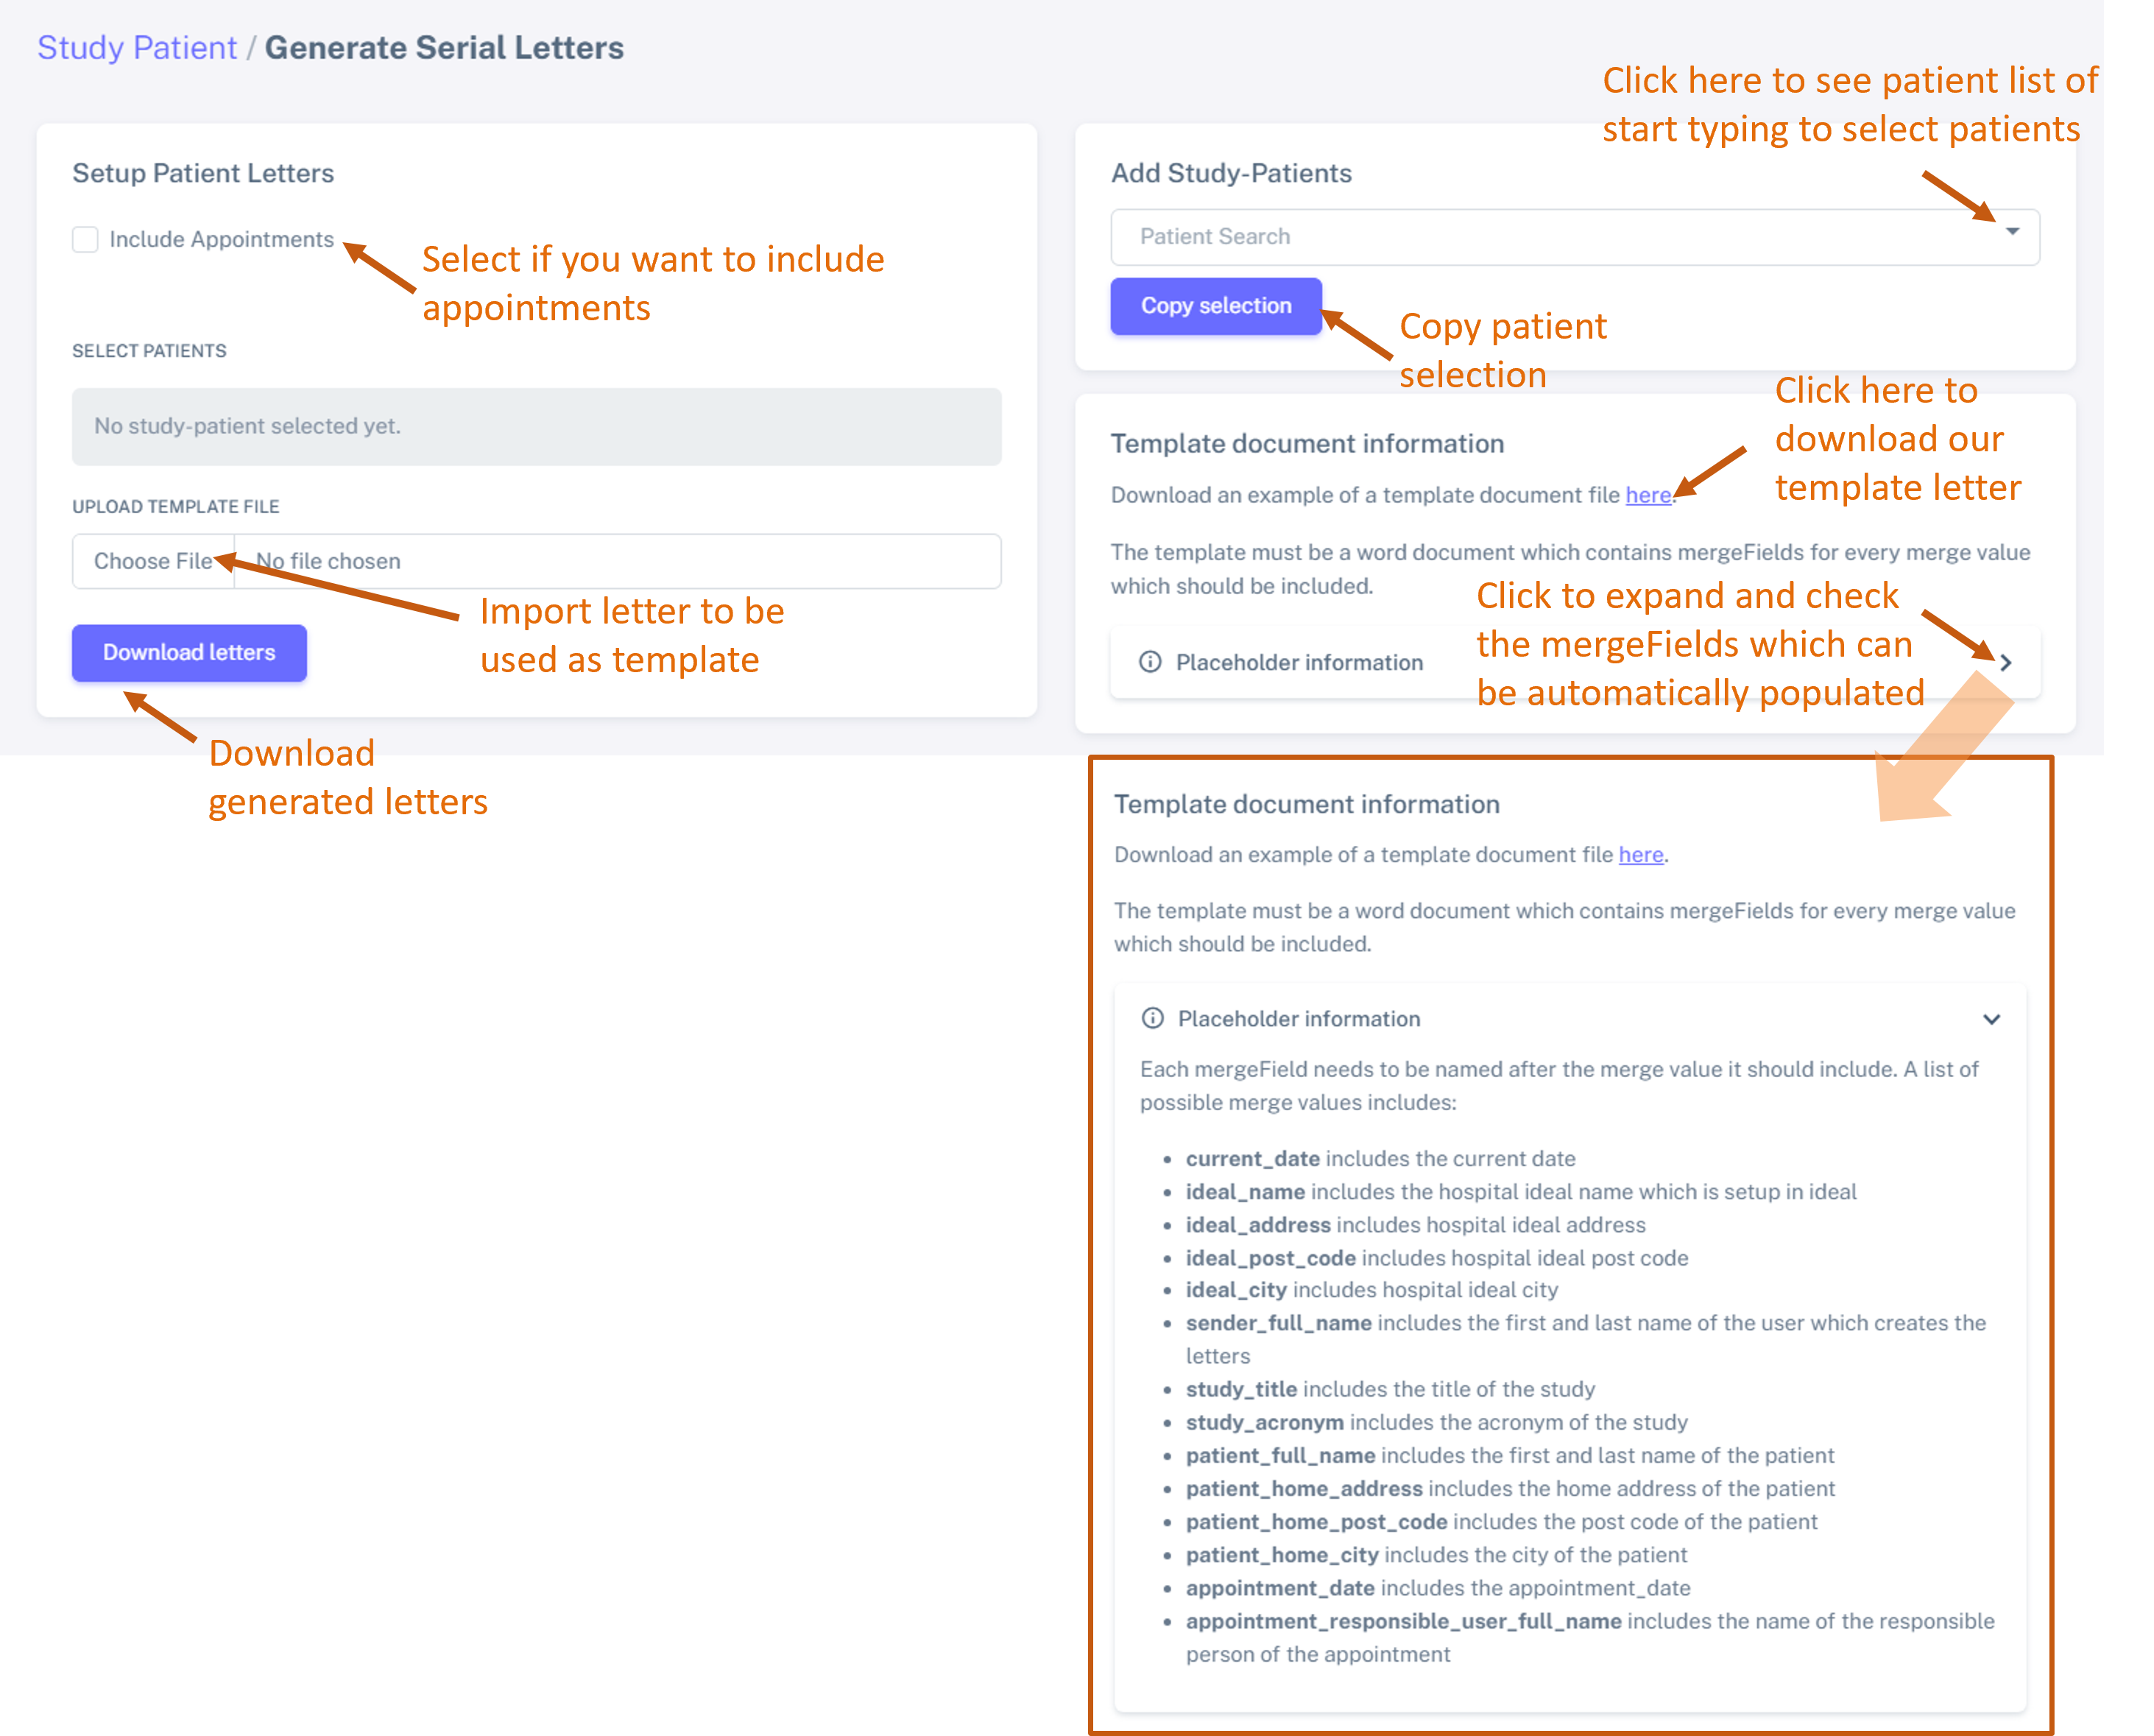 Study Patient / Generate Serial Letters
Click here to see patient list of
start typing to select patients
Setup Patient Letters
Include Appointments
Select if you want to include
appointments
SELECT PATIENTS
No study-patient selected yet.
UPLOAD TEMPLATE FILE
Choose File
No file chosen
Import letter to be
used as template
Download letters
Download
generated letters
Add Study-Patients
Patient Search
Copy selection
Copy patient
selection
Click here to
download our
template letter
Template document information
Download an example of a template document file here.
The template must be a word document which contains mergeFields for every merge value
which should be included.
Click to expand and check
the mergeFields which can
be automatically populated
Placeholder information
Template document information
Download an example of a template document file here.
The template must be a word document which contains mergeFields for every merge value
which should be included.
Placeholder information
Each mergeField needs to be named after the merge value it should include. A list of
possible merge values includes:
• current_date includes the current date
• ideal_name includes the hospital ideal name which is setup in ideal
• ideal_address includes hospital ideal address
• ideal_post_code includes hospital ideal post code
• ideal_city includes hospital ideal city
• sender_full_name includes the first and last name of the user which creates the
letters
• study_title includes the title of the study
• study_acronym includes the acronym of the study
• patient_full_name includes the first and last name of the patient
• patient_home_address includes the home address of the patient
• patient_home_post_code includes the post code of the patient
• patient_home_city includes the city of the patient
• appointment_date includes the appointment_date
• appointment_responsible_user_full_name includes the name of the responsible
person of the appointment